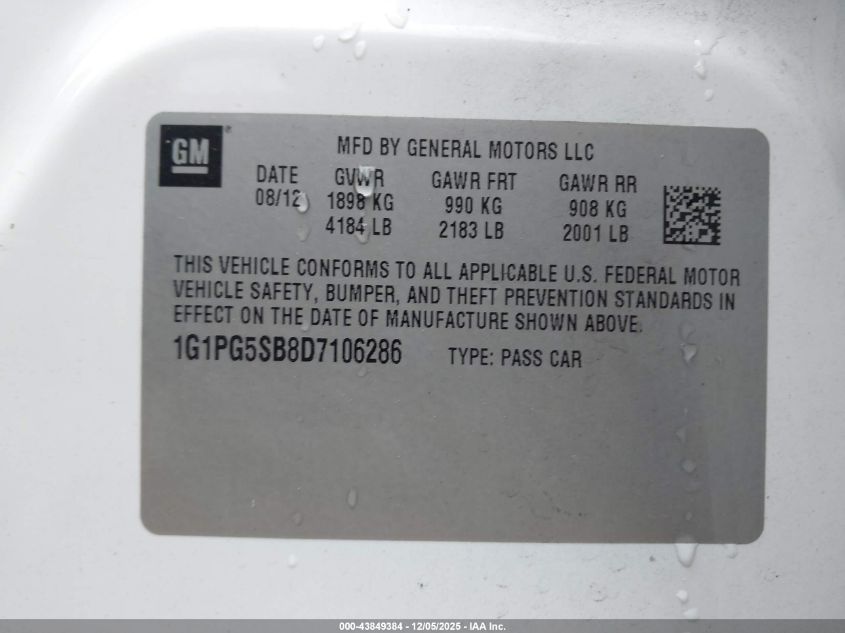 GM ®
MFD BY GENERAL MOTORS LLC
DATE GVWR GAWR FRT GAWR RR
08/12 1898 KG 990 KG 908 KG
4184 LB 2183 LB 2001 LB
THIS VEHICLE CONFORMS TO ALL APPLICABLE U.S. FEDERAL MOTOR
VEHICLE SAFETY, BUMPER, AND THEFT PREVENTION STANDARDS IN
EFFECT ON THE DATE OF MANUFACTURE SHOWN ABOVE.
1G1PG5SB8D7106286 TYPE: PASS CAR
000-43849384 - 12/05/2025 - IAA Inc.